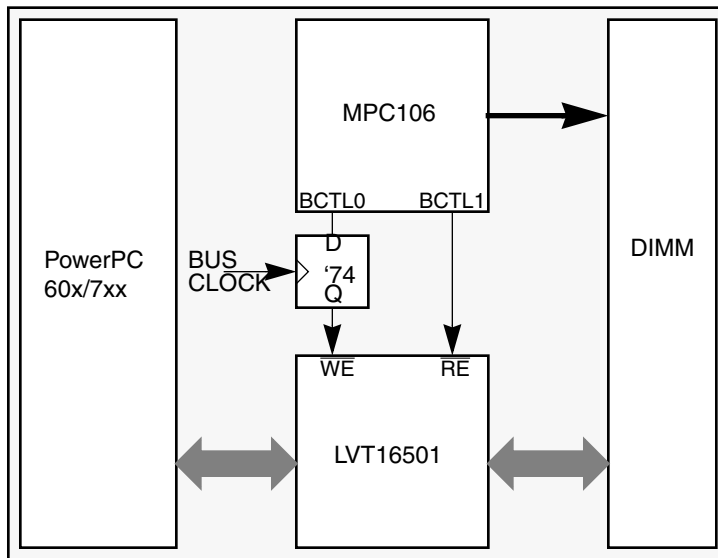 MPC106
BCTL0
BCTL1
PowerPC
60x/7xx
BUS
CLOCK
D
‘74
Q
DIMM
WE
RE
LVT16501